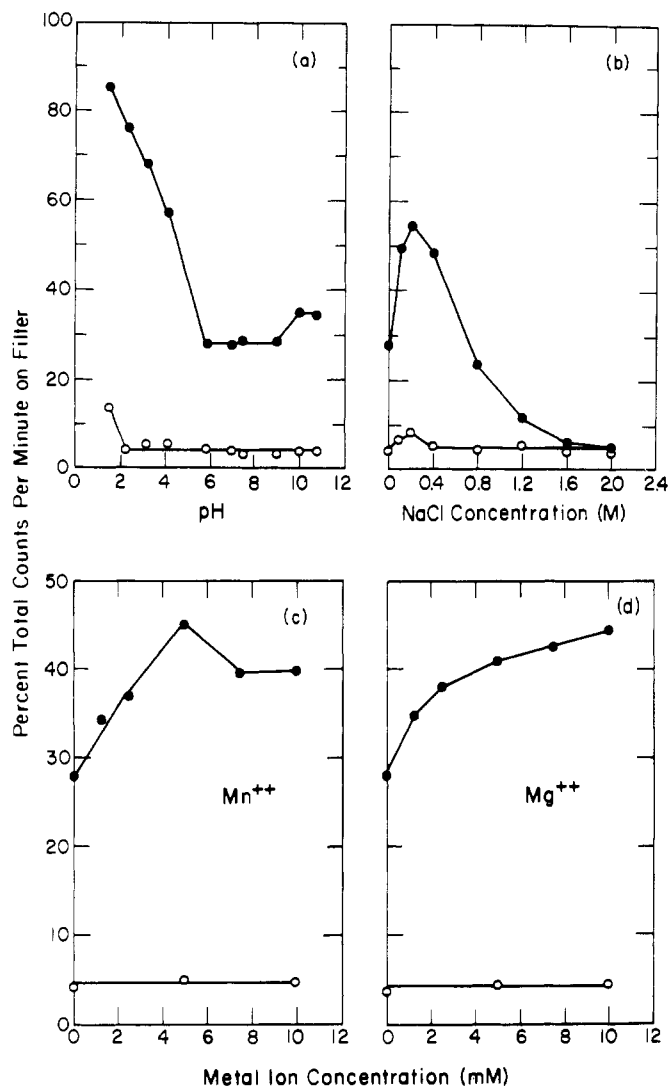 Percent Total Counts Per Minute on Filter
100
80
60
40
20
0
(a)
0 2 4 6 8 10 12
pH
(b)
0 0.4 0.8 1.2 1.6 2.0 2.4
NaCl Concentration (M)
50
40
30
20
10
0
(c)
Mn++
0 2 4 6 8 10 12
(d)
Mg++
0 2 4 6 8 10 12
Metal Ion Concentration (mM)